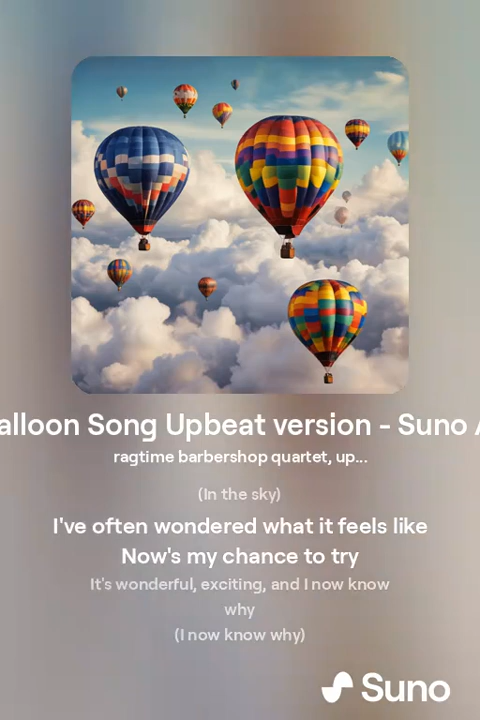 alloon Song Upbeat version - Suno
ragtime barbershop quartet, up...
(In the sky)
I've often wondered what it feels like
Now's my chance to try
It's wonderful, exciting, and I now know
why
(I now know why)
Suno